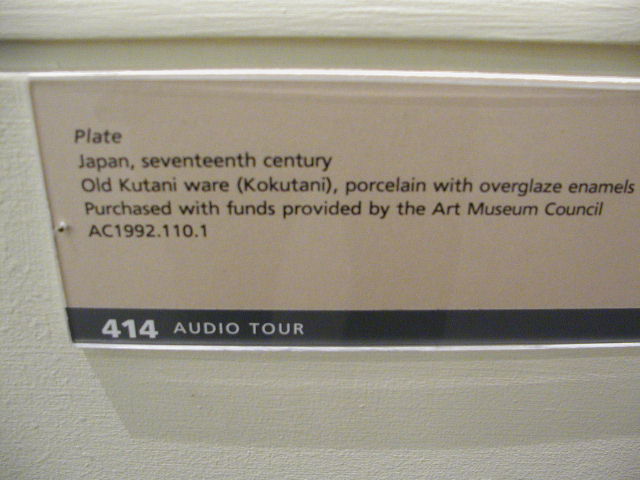 Plate
Japan, seventeenth century
Old Kutani ware (Kokutani), porcelain with overglaze enamels
Purchased with funds provided by the Art Museum Council
AC1992.110.1
414 AUDIO TOUR